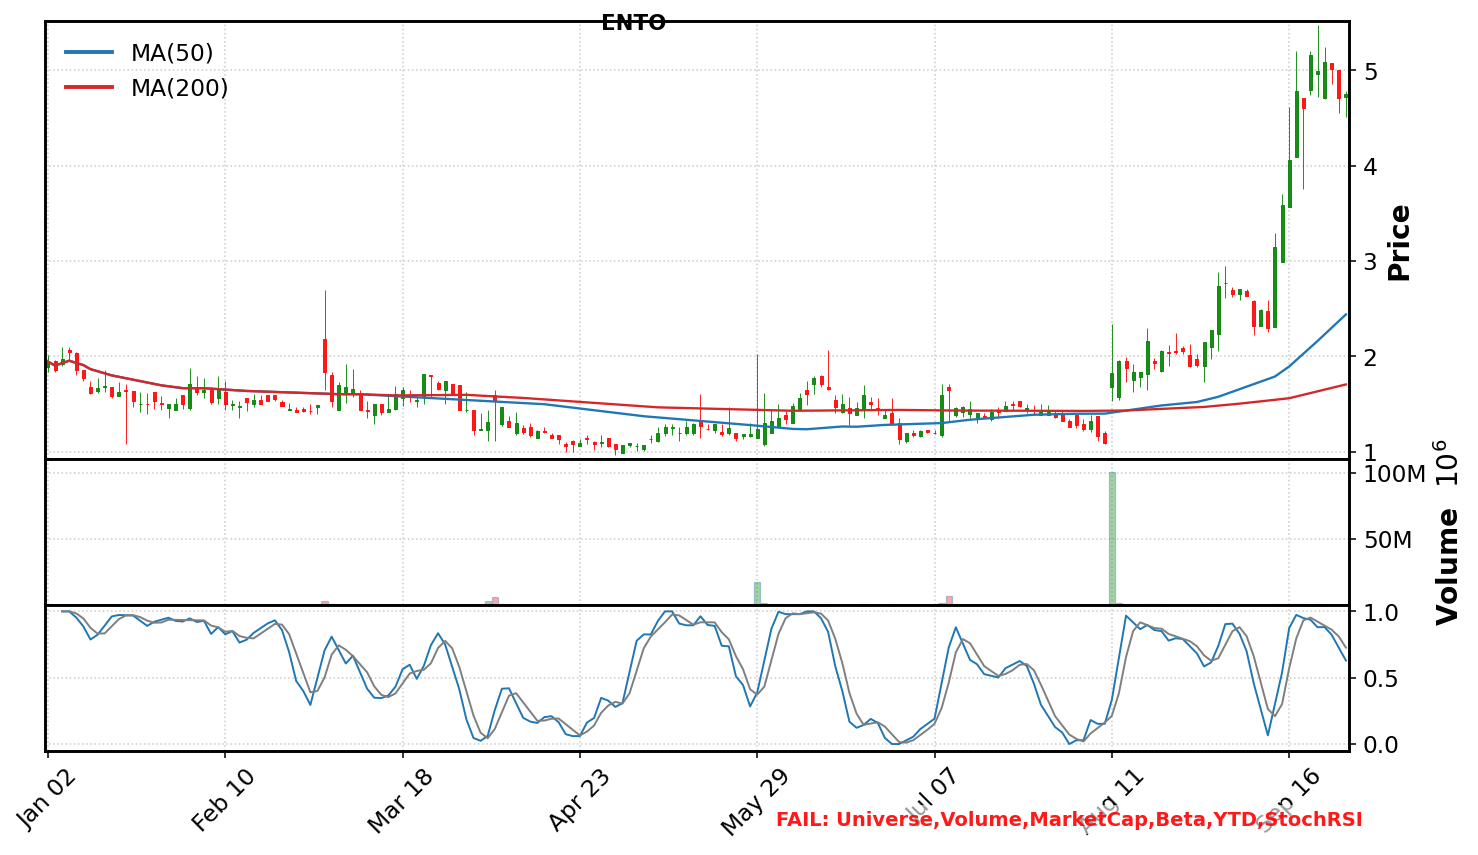 ENTO
MA(50)
MA(200)
5
4
3
2
1
Price
100M
50M
Volume 10⁶
1.0
0.5
0.0
Jan 02
Feb 10
Mar 18
Apr 23
May 29
Jul 07
Aug 11
Sep 16
FAIL: Universe,Volume,MarketCap,Beta,YTD,StochRSI